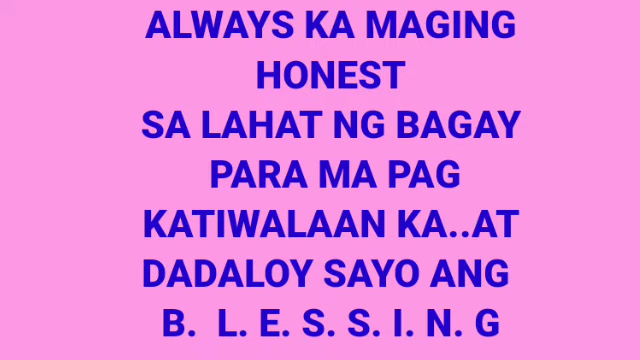 ALWAYS KA MAGING
HONEST
SA LAHAT NG BAGAY
PARA MA PAG
KATIWALAAN KA..AT
DADALOY SAYO ANG
B. L. E. S. S. I. N. G